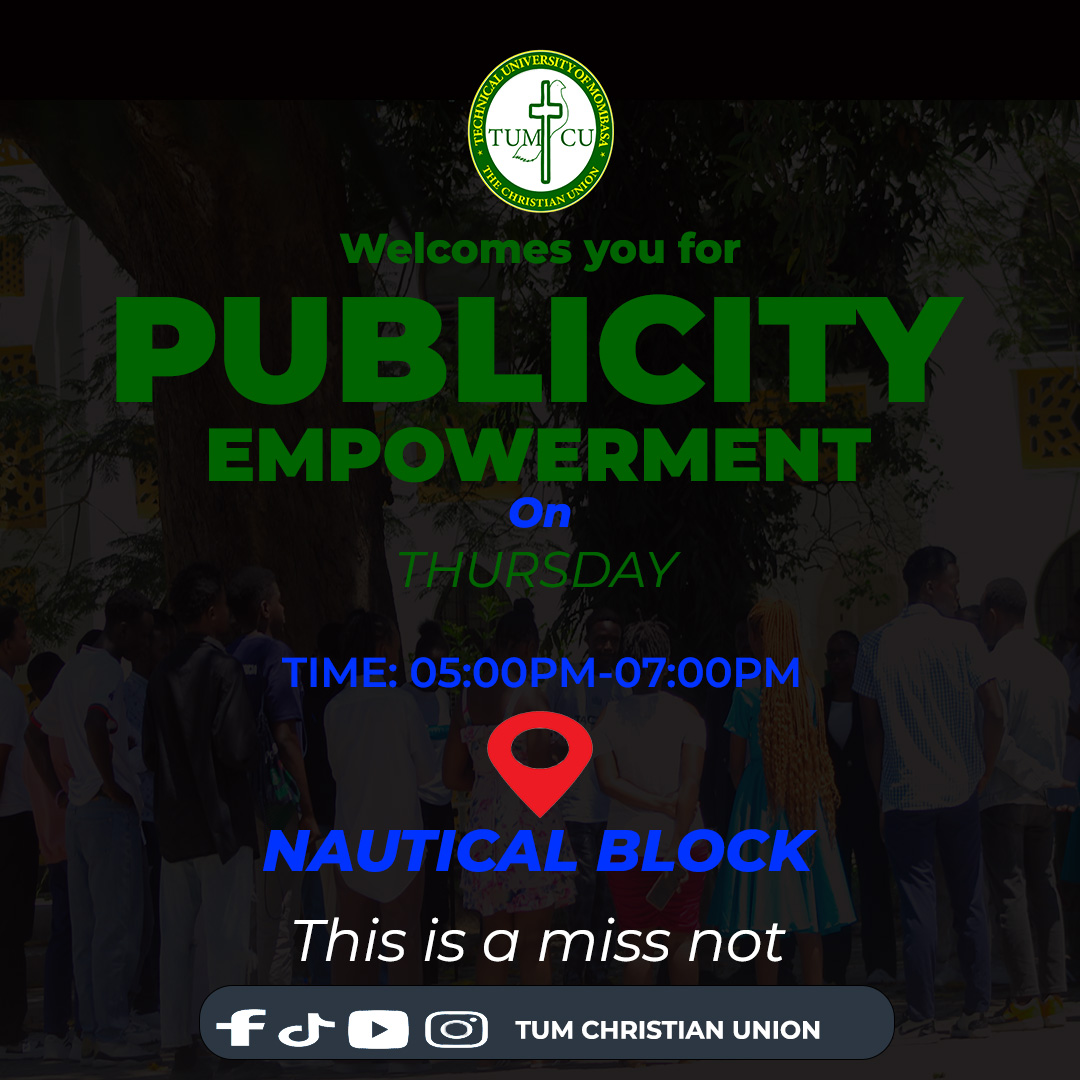 TECHNICAL UNIVERSITY OF MOMBASA
TUM CU
THE CHRISTIAN UNION
Welcomes you for
PUBLICITY
EMPOWERMENT
On
THURSDAY
TIME: 05:00PM-07:00PM
NAUTICAL BLOCK
This is a miss not
TUM CHRISTIAN UNION